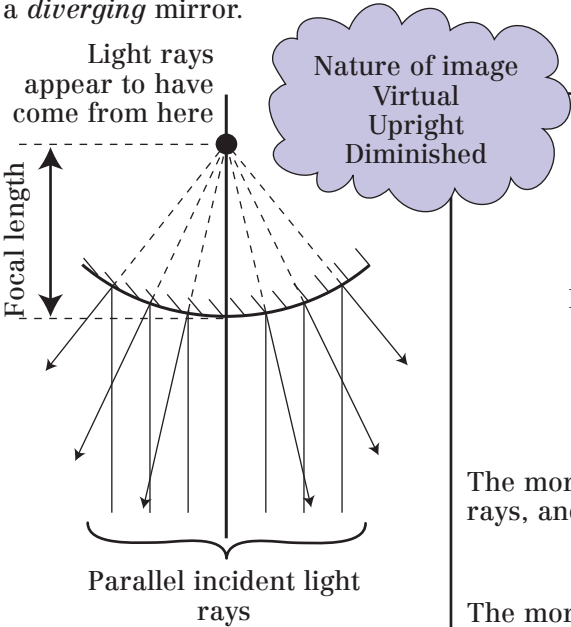 a diverging mirror.
Light rays
appear to have
come from here
Nature of image
Virtual
Upright
Diminished
Focal length
Parallel incident light
rays
The mor
rays, an
The mor